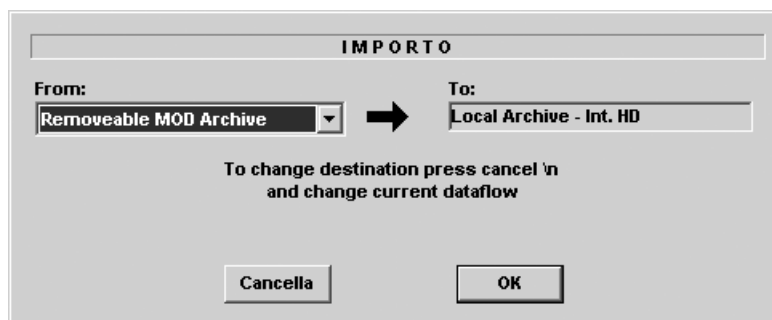 IMPORTO
From:
To:
Removeable MOD Archive
Local Archive - Int. HD
To change destination press cancel \n
and change current dataflow
Cancella
OK